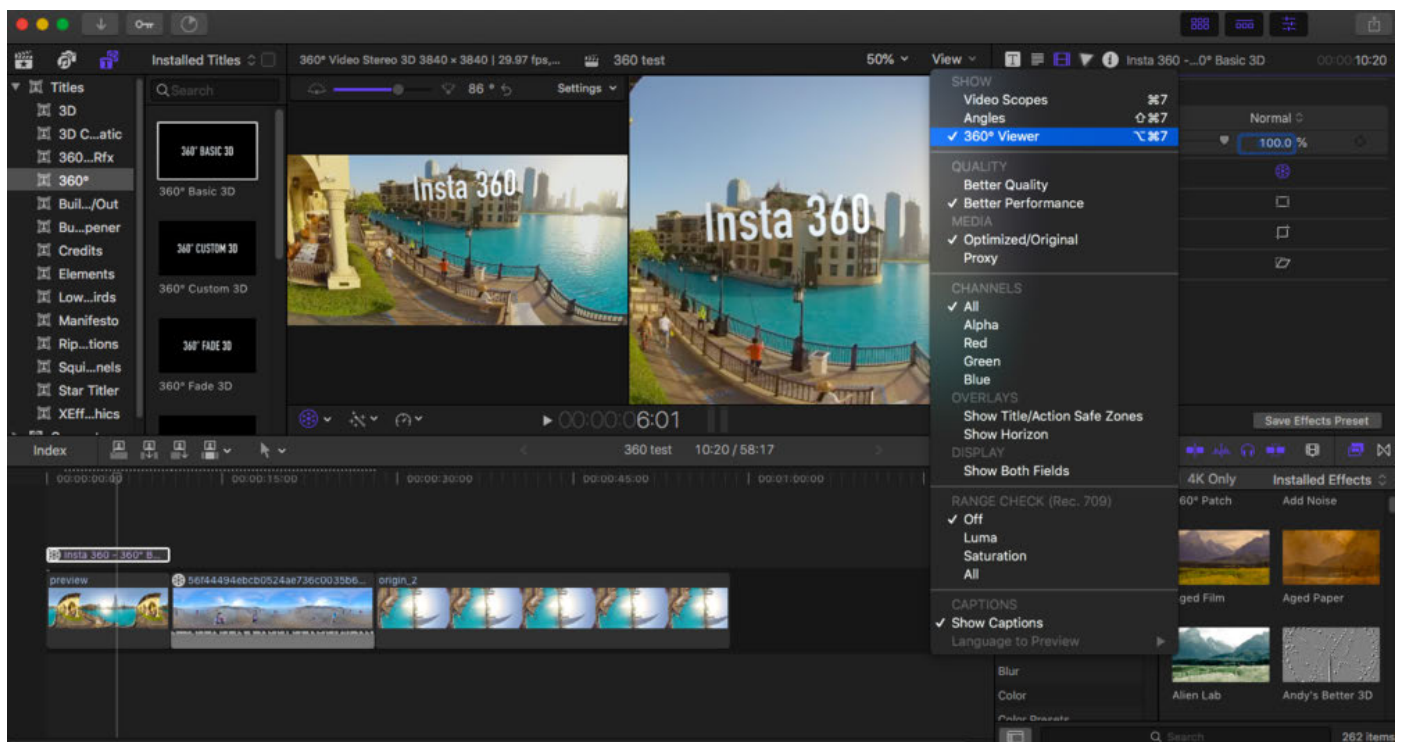 Installed Titles
360° Video Stereo 3D 3840 × 3840 | 29.97 fps,...
360 test
50%
View
Insta 360 -...0° Basic 3D
00:00:10:20
Titles
3D
3D C...atic
360...Rfx
360°
Buil.../Out
Bu...pener
Credits
Elements
Low...irds
Manifesto
Rip...tions
Squi...nels
Star Titler
XEff...hics
Search
360° BASIC 3D
360° Basic 3D
360° CUSTOM 3D
360° Custom 3D
360° FADE 3D
360° Fade 3D
86 °
Settings
Insta 360
Insta 360
00:00:06:01
SHOW
Video Scopes ⌘7
Angles ⇧⌘7
✓ 360° Viewer ⌥⌘7
QUALITY
Better Quality
✓ Better Performance
MEDIA
✓ Optimized/Original
Proxy
CHANNELS
✓ All
Alpha
Red
Green
Blue
OVERLAYS
Show Title/Action Safe Zones
Show Horizon
DISPLAY
Show Both Fields
RANGE CHECK (Rec. 709)
✓ Off
Luma
Saturation
All
CAPTIONS
✓ Show Captions
Language to Preview
Normal
100.0 %
Save Effects Preset
Index
360 test 10:20 / 58:17
00:00:00:00
00:00:15:00
00:00:30:00
00:00:45:00
00:01:00:00
Insta 360 - 360° B...
preview
56f44494ebcb0524ae736c0035b6...
origin_2
4K Only
Installed Effects
60° Patch
Add Noise
ged Film
Aged Paper
Alien Lab
Andy's Better 3D
Blur
Color
Color Presets
Search
262 items